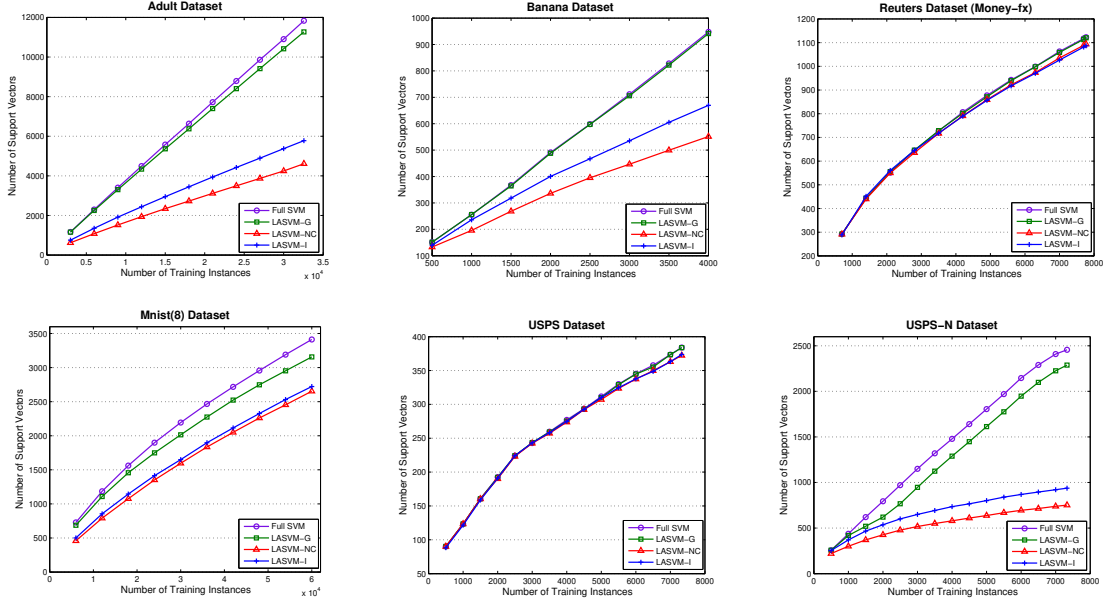 Adult Dataset
12000
10000
8000
6000
4000
2000
0
Number of Support Vectors
0 0.5 1 1.5 2 2.5 3 3.5
x 10^4
Number of Training Instances
Full SVM
LASVM-G
LASVM-NC
LASVM-I
Banana Dataset
1000
900
800
700
600
500
400
300
200
100
Number of Support Vectors
500 1000 1500 2000 2500 3000 3500 4000
Number of Training Instances
Full SVM
LASVM-G
LASVM-NC
LASVM-I
Reuters Dataset (Money-fx)
1200
1100
1000
900
800
700
600
500
400
300
200
Number of Support Vectors
0 1000 2000 3000 4000 5000 6000 7000 8000
Number of Training Instances
Full SVM
LASVM-G
LASVM-NC
LASVM-I
Mnist(8) Dataset
3500
3000
2500
2000
1500
1000
500
0
Number of Support Vectors
0 1 2 3 4 5 6
x 10^4
Number of Training Instances
Full SVM
LASVM-G
LASVM-NC
LASVM-I
USPS Dataset
400
350
300
250
200
150
100
50
Number of Support Vectors
0 1000 2000 3000 4000 5000 6000 7000 8000
Number of Training Instances
Full SVM
LASVM-G
LASVM-NC
LASVM-I
USPS-N Dataset
2500
2000
1500
1000
500
0
Number of Support Vectors
0 1000 2000 3000 4000 5000 6000 7000 8000
Number of Training Instances
Full SVM
LASVM-G
LASVM-NC
LASVM-I